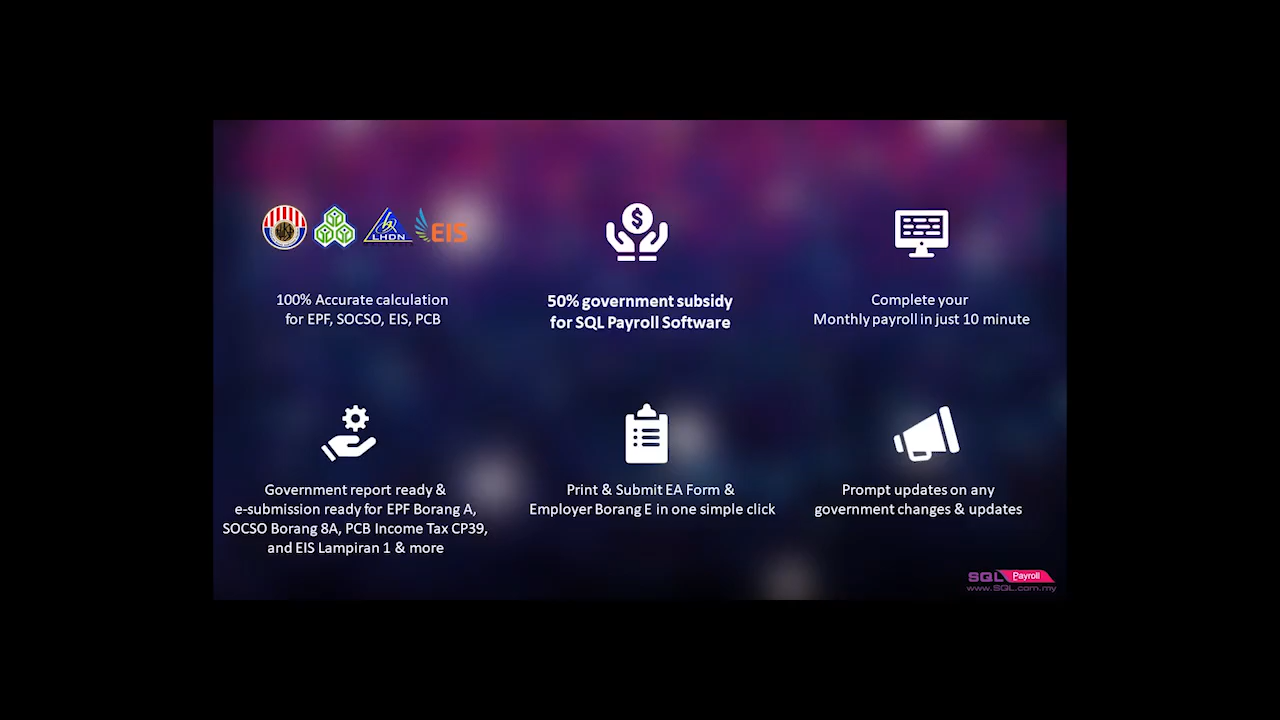 LHDN
EIS
100% Accurate calculation
for EPF, SOCSO, EIS, PCB
50% government subsidy
for SQL Payroll Software
Complete your
Monthly payroll in just 10 minute
Government report ready &
e-submission ready for EPF Borang A,
SOCSO Borang 8A, PCB Income Tax CP39,
and EIS Lampiran 1 & more
Print & Submit EA Form &
Employer Borang E in one simple click
Prompt updates on any
government changes & updates
SQL Payroll
www.SQL.com.my